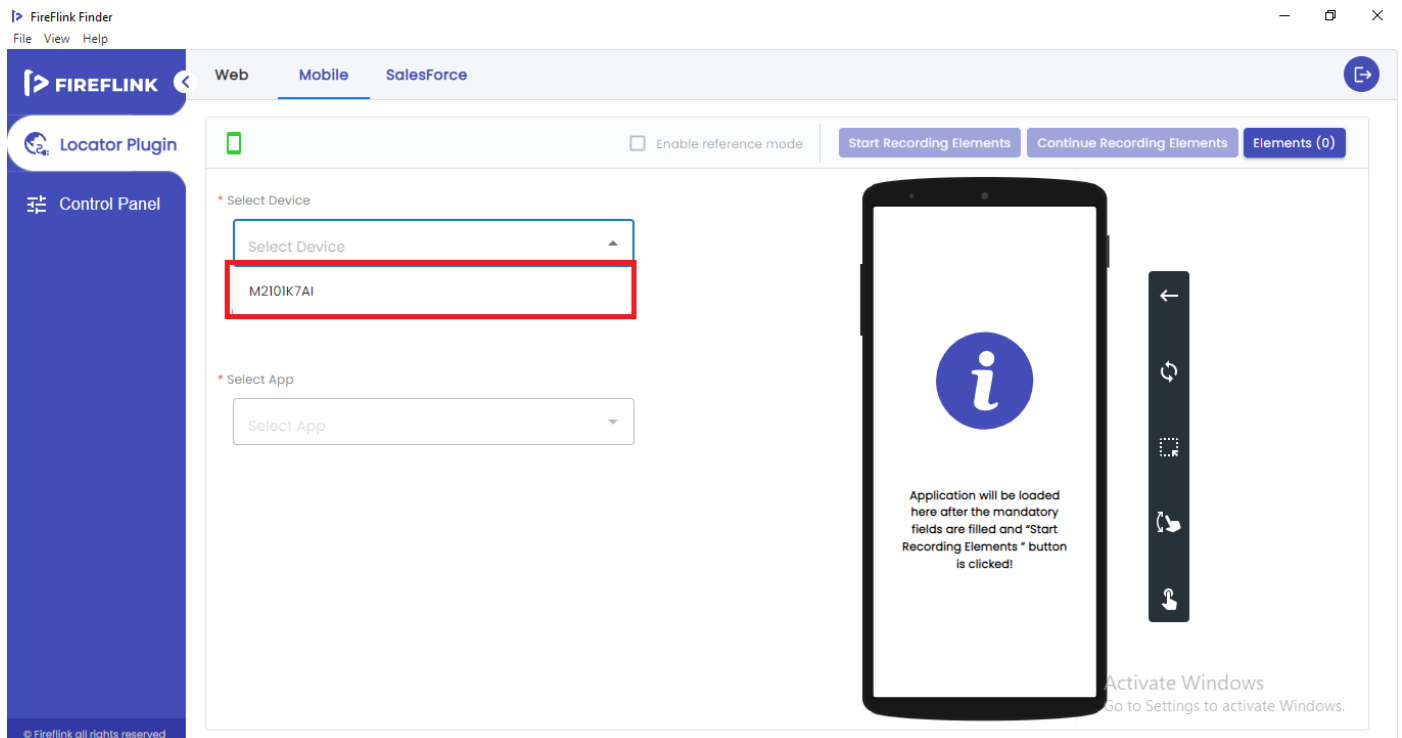 FireFlink Finder
File View Help
FIREFLINK
Web Mobile SalesForce
Locator Plugin
Control Panel
Enable reference mode
Start Recording Elements
Continue Recording Elements
Elements (0)
* Select Device
Select Device
M2101K7AI
* Select App
Select App
Application will be loaded
here after the mandatory
fields are filled and “Start
Recording Elements ” button
is clicked!
Activate Windows
Go to Settings to activate Windows.
© Fireflink all rights reserved